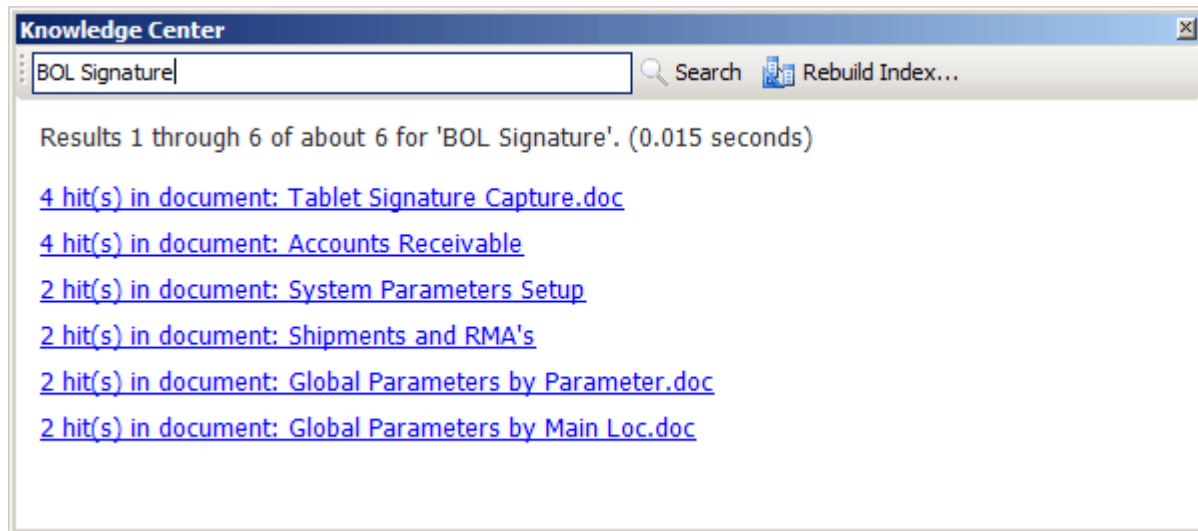 Knowledge Center
BOL Signature Search Rebuild Index...
Results 1 through 6 of about 6 for 'BOL Signature'. (0.015 seconds)
4 hit(s) in document: Tablet Signature Capture.doc
4 hit(s) in document: Accounts Receivable
2 hit(s) in document: System Parameters Setup
2 hit(s) in document: Shipments and RMA's
2 hit(s) in document: Global Parameters by Parameter.doc
2 hit(s) in document: Global Parameters by Main Loc.doc